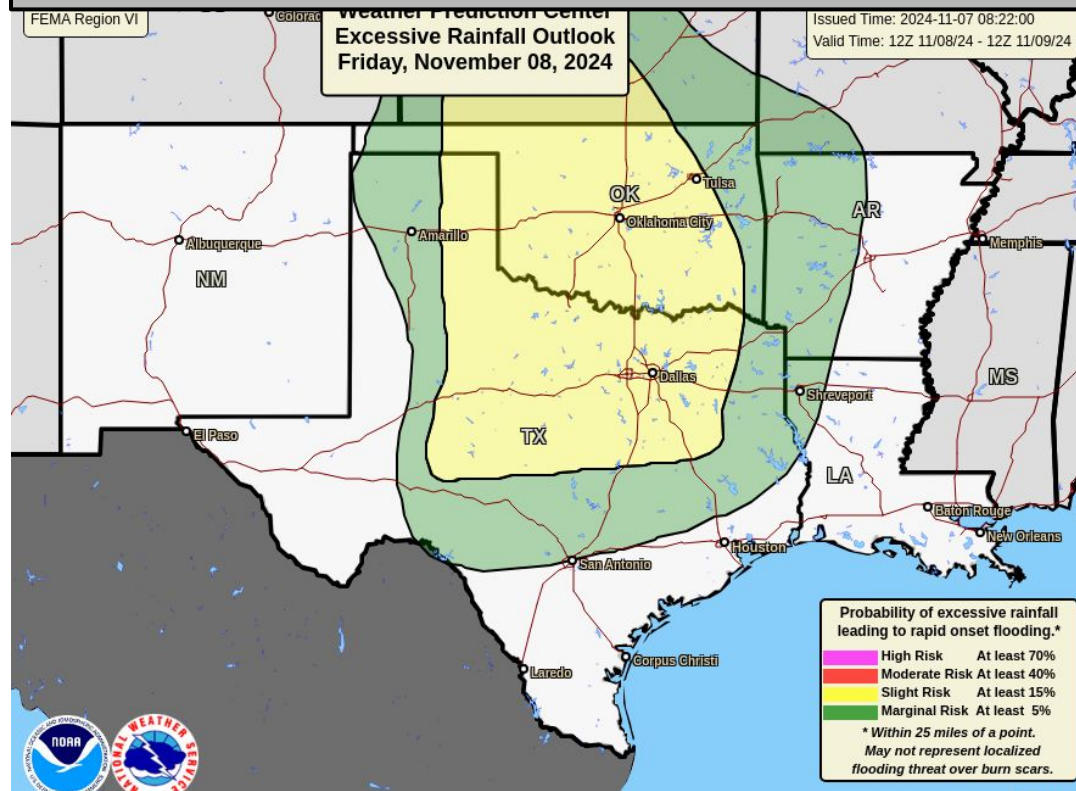 FEMA Region VI
Colorad
Weather Prediction Center
Excessive Rainfall Outlook
Friday, November 08, 2024
Issued Time: 2024-11-07 08:22:00
Valid Time: 12Z 11/08/24 - 12Z 11/09/24
Tulsa
OK
Oklahoma City
AR
Amarillo
Albuquerque
Memphis
NM
Dallas
MS
Shreveport
El Paso
TX
LA
Baton Rouge
New Orleans
Houston
San Antonio
Corpus Christi
Laredo
Probability of excessive rainfall
leading to rapid onset flooding.*
High Risk At least 70%
Moderate Risk At least 40%
Slight Risk At least 15%
Marginal Risk At least 5%
* Within 25 miles of a point.
May not represent localized
flooding threat over burn scars.
NOAA
NATIONAL WEATHER SERVICE